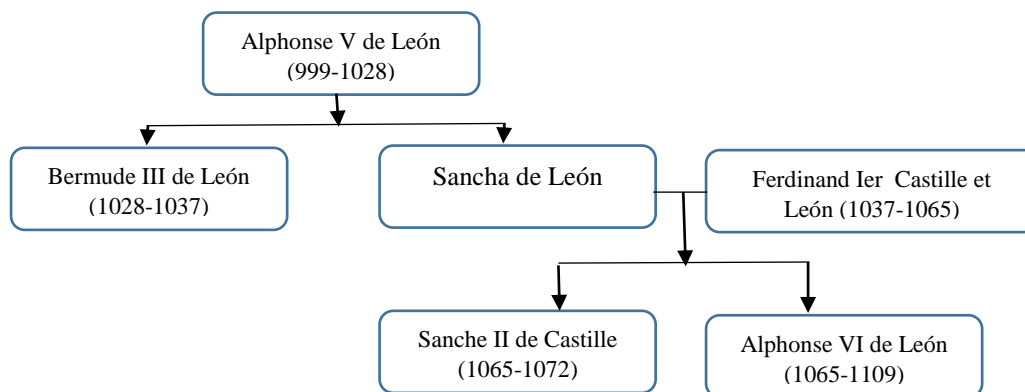 Alphonse V de León
(999-1028)
Bermude III de León
(1028-1037)
Sancha de León
Ferdinand Ier Castille et
León (1037-1065)
Sanche II de Castille
(1065-1072)
Alphonse VI de León
(1065-1109)